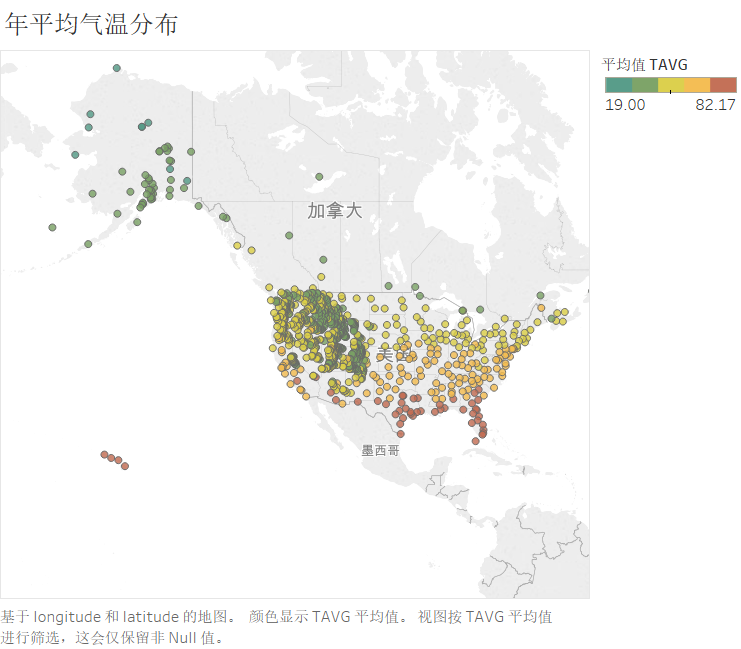 年平均气温分布
平均值 TAVG
19.00 82.17
加拿大
美国
墨西哥
基于 longitude 和 latitude 的地图。 颜色显示 TAVG 平均值。 视图按 TAVG 平均值
进行筛选，这会仅保留非 Null 值。